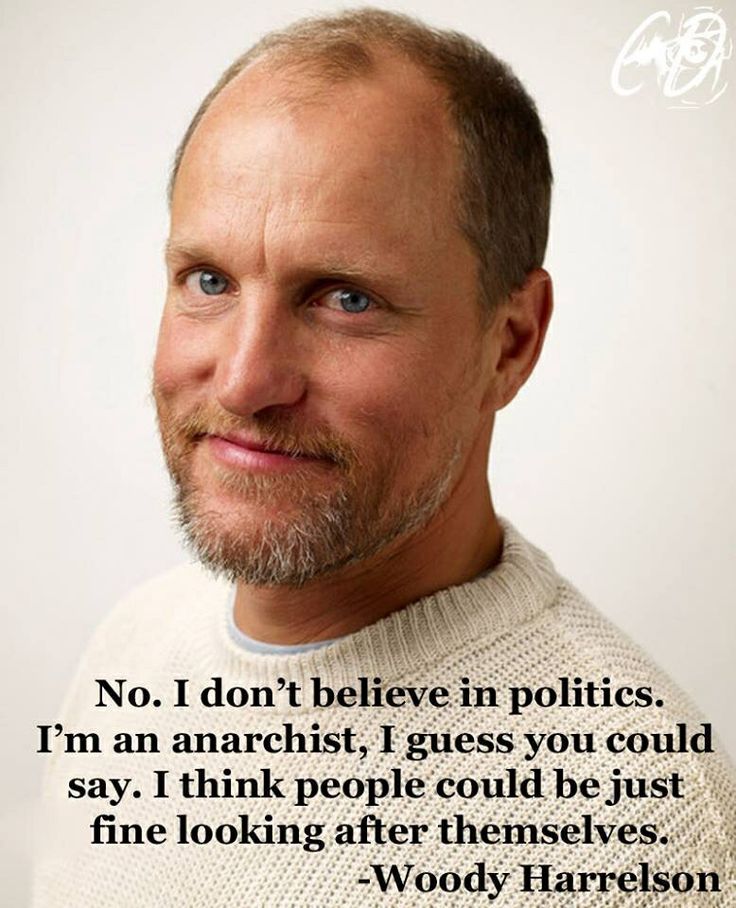 No. I don’t believe in politics.
I’m an anarchist, I guess you could
say. I think people could be just
fine looking after themselves.
-Woody Harrelson